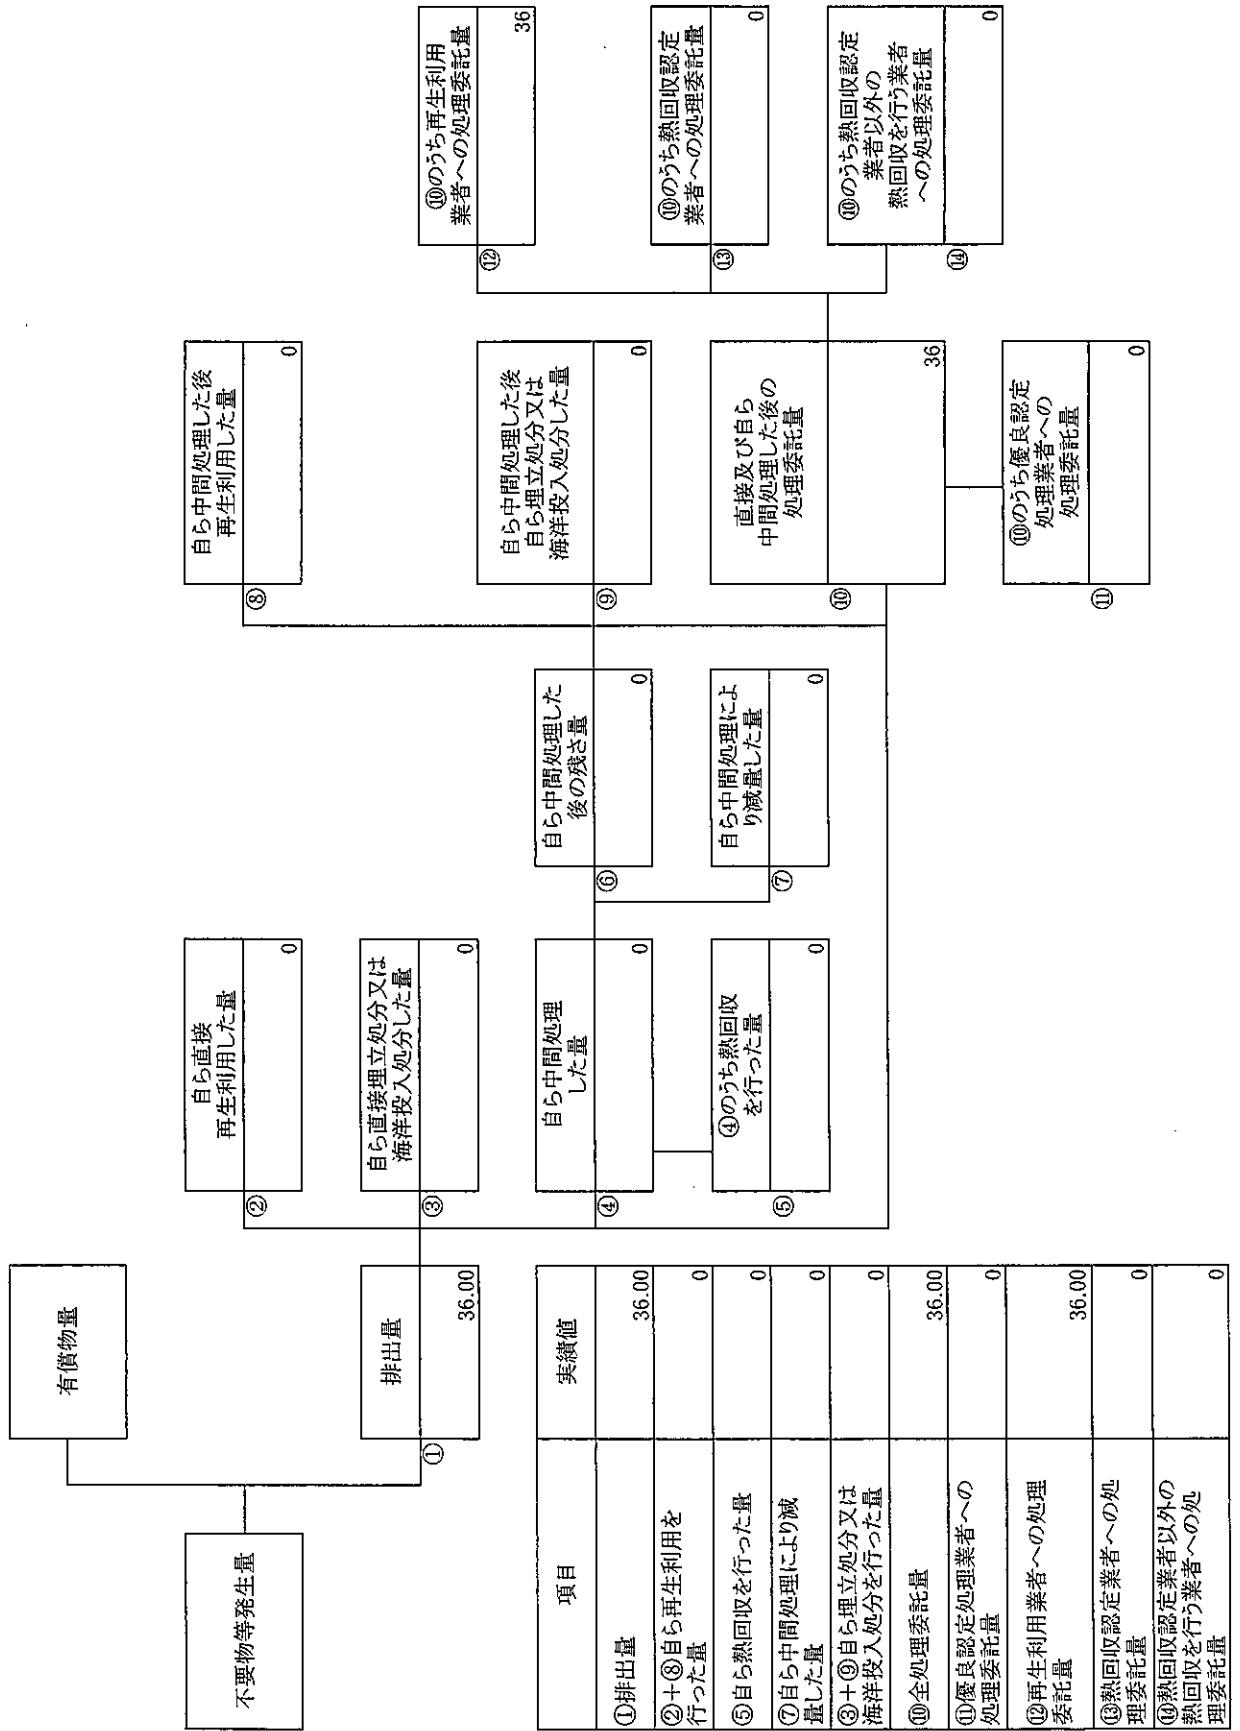 不要物等発生量
有償物量
①
排出量
36.00
②
自ら直接
再生利用した量
0
③
自ら直接埋立処分又は
海洋投入処分した量
0
④
自ら中間処理
した量
0
⑤
④のうち熱回収
を行った量
0
⑥
自ら中間処理した
後の残さ量
0
⑦
自ら中間処理によ
り減量した量
0
⑧
自ら中間処理した後
再生利用した量
0
⑨
自ら中間処理した後
自ら埋立処分又は
海洋投入処分した量
0
⑩
直接及び自ら
中間処理した後の
処理委託量
36
⑪
⑩のうち優良認定
処理業者への
処理委託量
0
⑫
⑩のうち再生利用
業者への処理委託量
36
⑬
⑩のうち熱回収認定
業者への処理委託量
0
⑭
⑩のうち熱回収認定
業者以外の
熱回収を行う業者
への処理委託量
0
項目 実績値
①排出量 36.00
②+⑧自ら再生利用を
行った量 0
⑤自ら熱回収を行った量 0
⑦自ら中間処理により減
量した量 0
③+⑨自ら埋立処分又は
海洋投入処分を行った量 0
⑩全処理委託量 36.00
⑪優良認定処理業者への
処理委託量 0
⑫再生利用業者への処理
委託量 36.00
⑬熱回収認定業者への処
理委託量 0
⑭熱回収認定業者以外の
熱回収を行う業者への処
理委託量 0